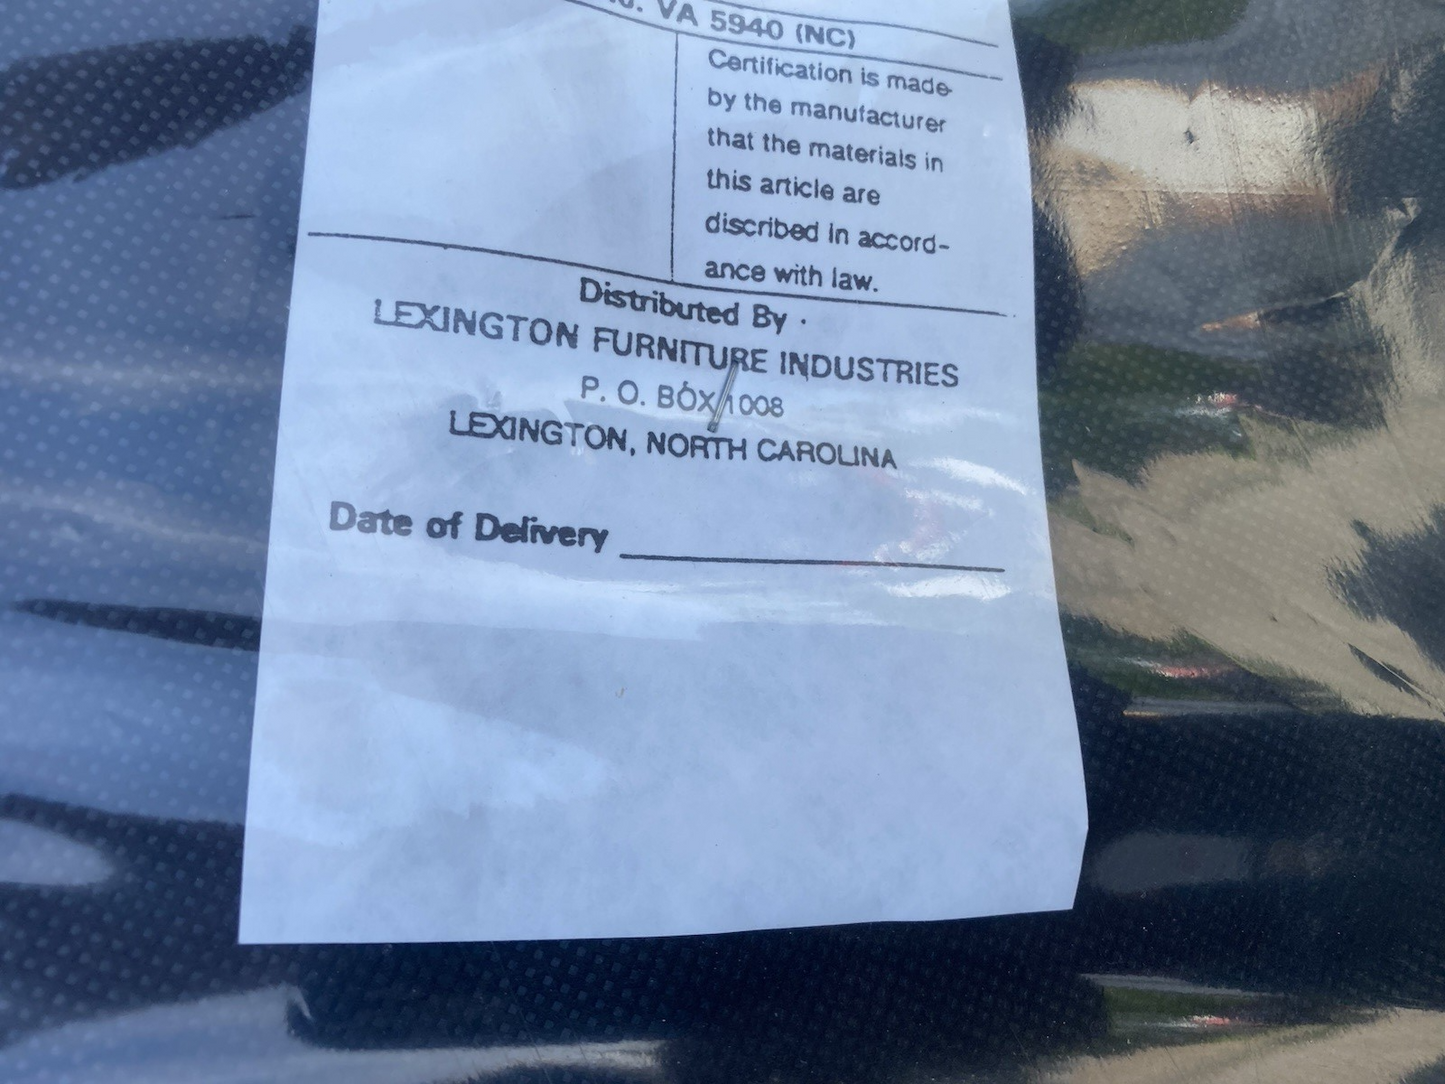 VA 5940 (NC)
Certification is made
by the manufacturer
that the materials in
this article are
discribed in accord-
ance with law.
Distributed By
LEXINGTON FURNITURE INDUSTRIES
P. O. BOX 1008
LEXINGTON, NORTH CAROLINA
Date of Delivery